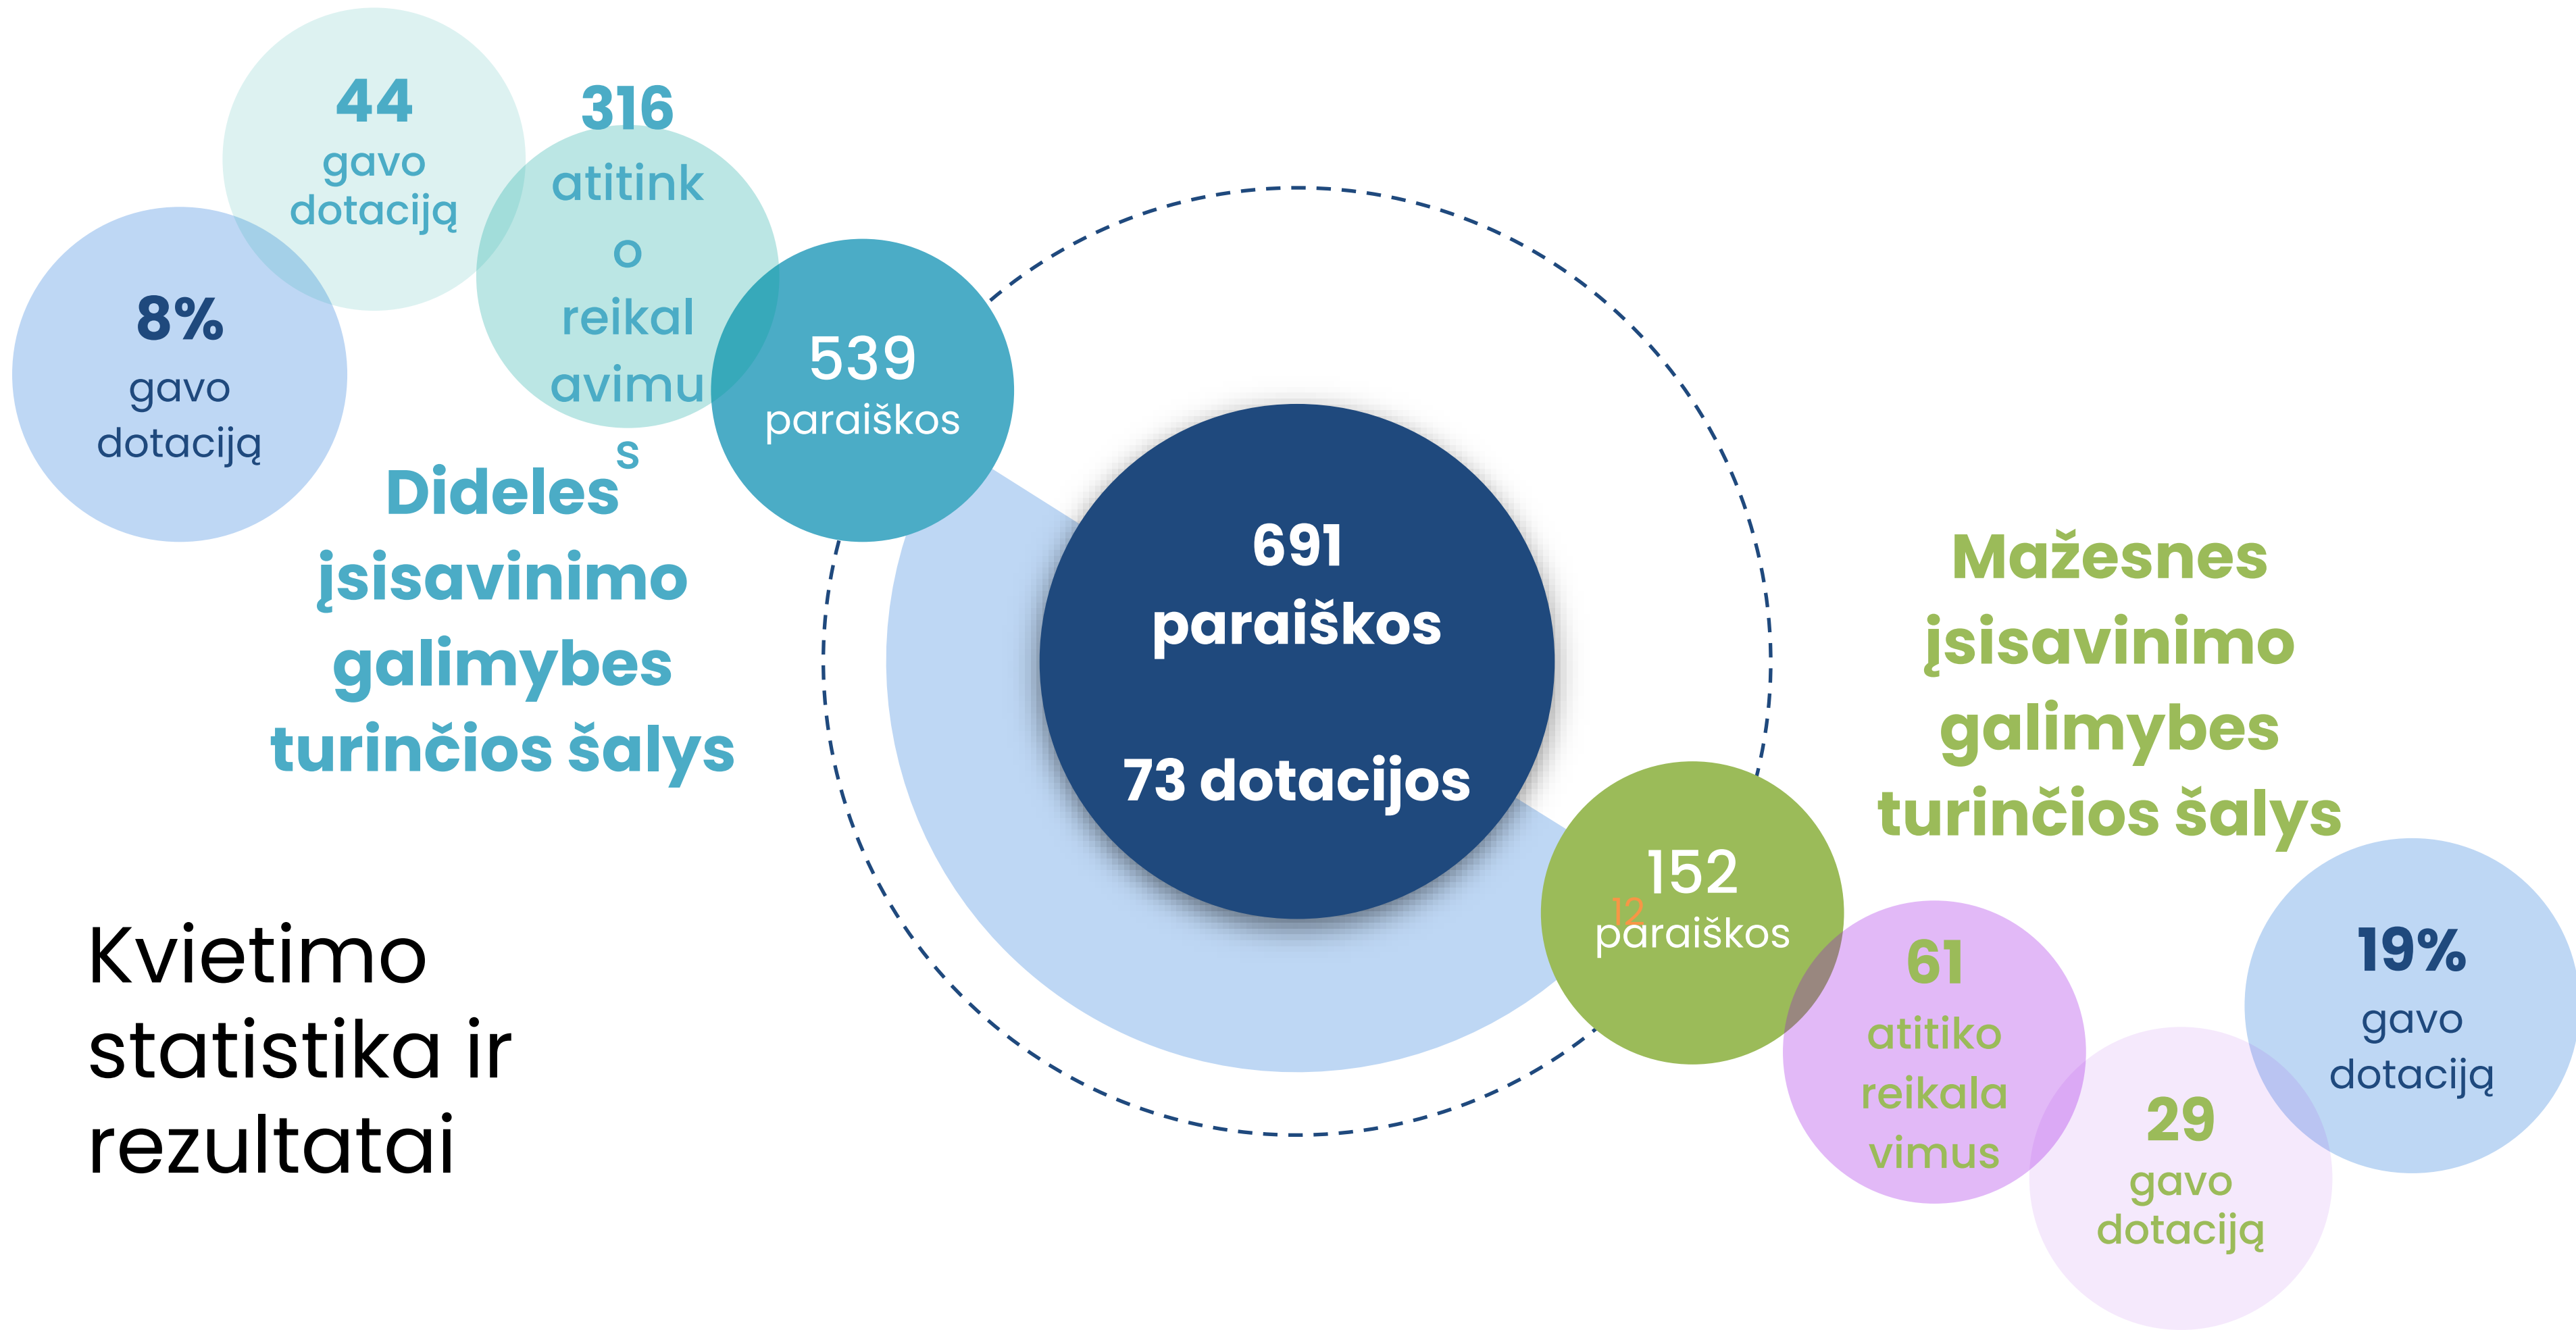 44
gavo
dotaciją
316
atitink
o
reikal
avimu
s
8%
gavo
dotaciją
539
paraiškos
Dideles
įsisavinimo
galimybes
turinčios šalys
691
paraiškos
73 dotacijos
Mažesnes
įsisavinimo
galimybes
turinčios šalys
152
12
paraiškos
61
atitiko
reikala
vimus
29
gavo
dotaciją
19%
gavo
dotaciją
Kvietimo
statistika ir
rezultatai